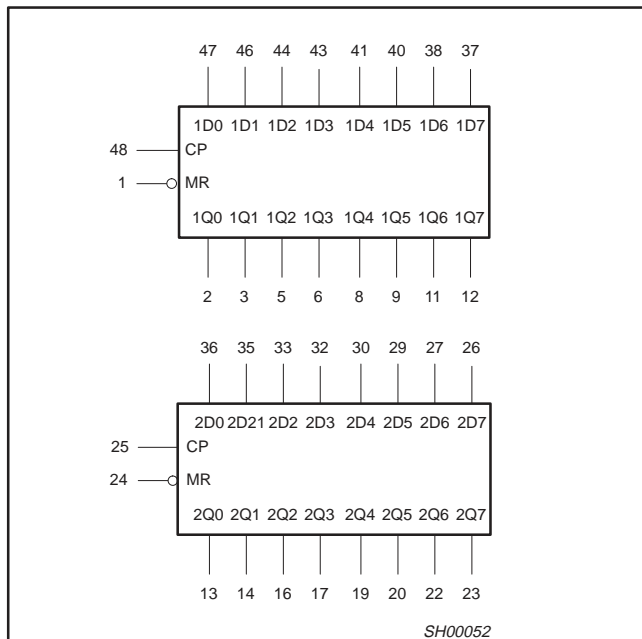 47 46 44 43 41 40 38 37
1D0 1D1 1D2 1D3 1D4 1D5 1D6 1D7
48 CP
1 MR
1Q0 1Q1 1Q2 1Q3 1Q4 1Q5 1Q6 1Q7
2 3 5 6 8 9 11 12
36 35 33 32 30 29 27 26
2D0 2D21 2D2 2D3 2D4 2D5 2D6 2D7
25 CP
24 MR
2Q0 2Q1 2Q2 2Q3 2Q4 2Q5 2Q6 2Q7
13 14 16 17 19 20 22 23
SH00052